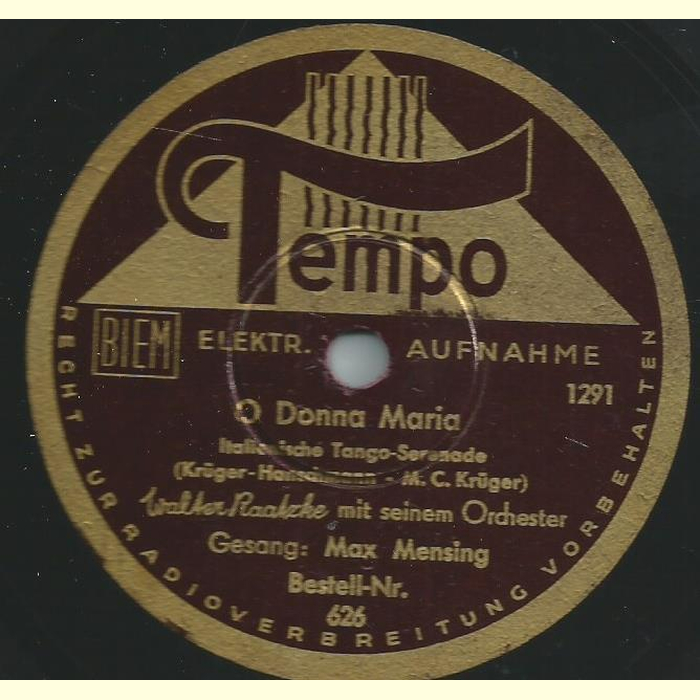 Tempo
BIEM ELEKTR. AUFNAHME
1291
O Donna Maria
Italienische Tango-Serenade
(Krüger- - M. C. Krüger)
Walter Raatzke mit seinem Orchester
Gesang: Max Mensing
Bestell-Nr.
626
RECHT ZUR RADIOVERBREITUNG VORBEHALTEN